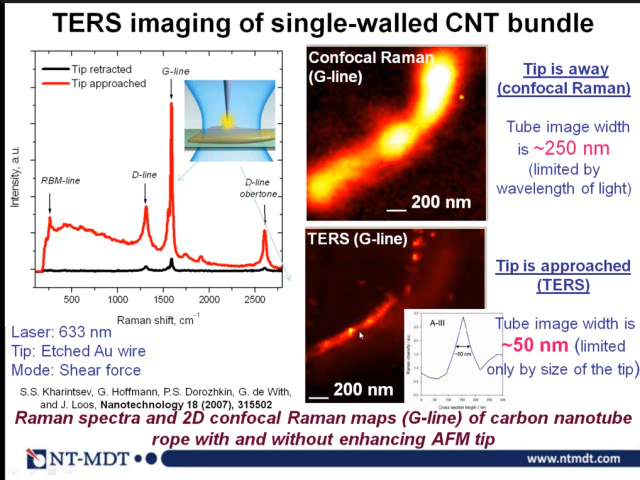 TERS imaging of single-walled CNT bundle
Tip retracted
Tip approached
G-line
RBM-line
D-line
D-line
obertone
Intensity, a.u.
500 1000 1500 2000 2500
Raman shift, cm-1
Confocal Raman
(G-line)
200 nm
Tip is away
(confocal Raman)
Tube image width
is ~250 nm
(limited by
wavelength of light)
TERS (G-line)
200 nm
A-III
~50 nm
Cross section length / nm
Tip is approached
(TERS)
Tube image width is
~50 nm (limited
only by size of the tip)
Laser: 633 nm
Tip: Etched Au wire
Mode: Shear force
S.S. Kharintsev, G. Hoffmann, P.S. Dorozhkin, G. de With,
and J. Loos, Nanotechnology 18 (2007), 315502
Raman spectra and 2D confocal Raman maps (G-line) of carbon nanotube
rope with and without enhancing AFM tip
NT-MDT
www.ntmdt.com